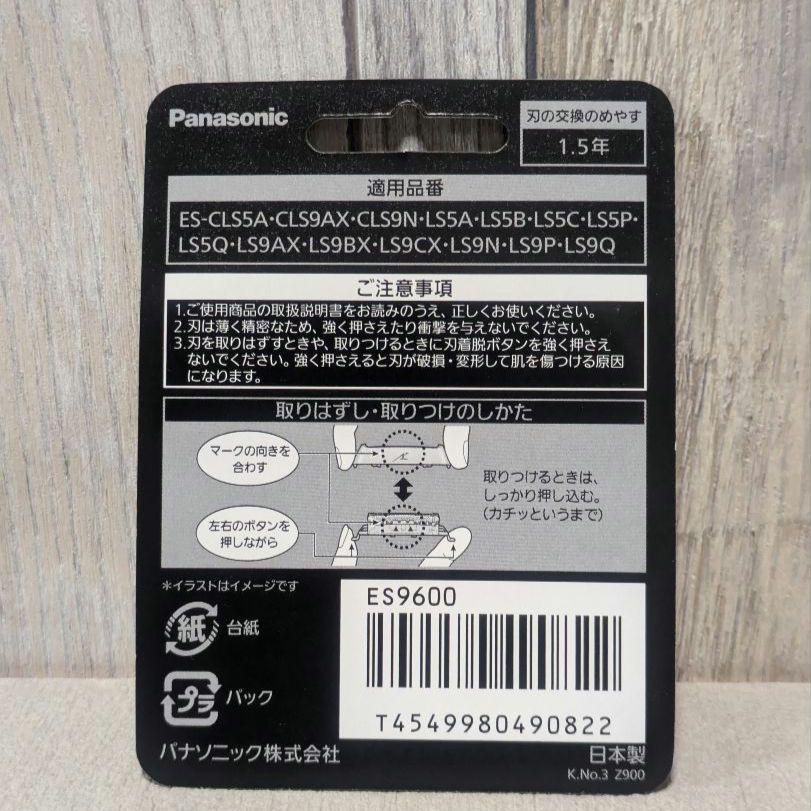 Panasonic
刃の交換のめやす
1.5年
適用品番
ES-CLS5A・CLS9AX・CLS9N・LS5A・LS5B・LS5C・LS5P・
LS5Q・LS9AX・LS9BX・LS9CX・LS9N・LS9P・LS9Q
ご注意事項
1.ご使用商品の取扱説明書をお読みのうえ、正しくお使いください。
2.刃は薄く精密なため、強く押さえたり衝撃を与えないでください。
3.刃を取りはずすときや、取りつけるときに刃着脱ボタンを強く押さえ
ないでください。強く押さえると刃が破損・変形して肌を傷つける原因
になります。
取りはずし・取りつけのしかた
マークの向きを
合わす
取りつけるときは、
しっかり押し込む。
(カチッというまで)
左右のボタンを
押しながら
*イラストはイメージです
紙
台紙
プラ
パック
ES9600
T4549980490822
パナソニック株式会社
日本製
K.No.3 Z900